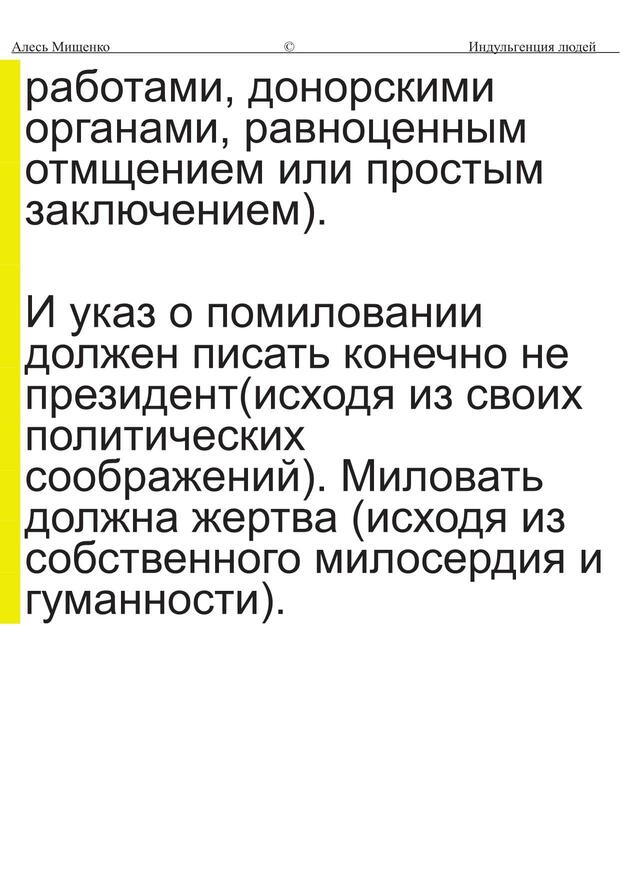 Алесь Мищенко © Индульгенция людей
работами, донорскими
органами, равноценным
отмщением или простым
заключением).
И указ о помиловании
должен писать конечно не
президент(исходя из своих
политических
соображений). Миловать
должна жертва (исходя из
собственного милосердия и
гуманности).